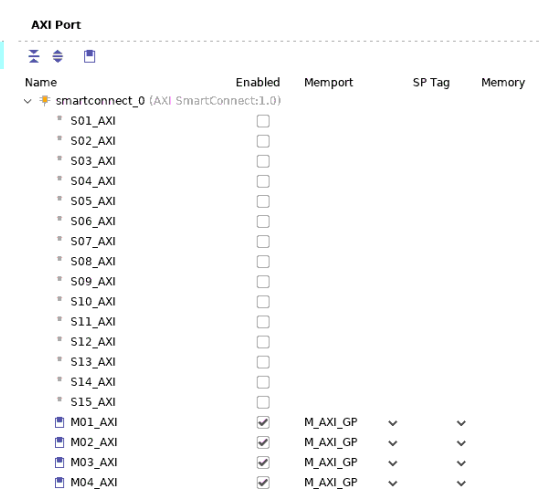 AXI Port
Name Enabled Memport SP Tag Memory
smartconnect_0 (AXI SmartConnect:1.0)
S01_AXI
S02_AXI
S03_AXI
S04_AXI
S05_AXI
S06_AXI
S07_AXI
S08_AXI
S09_AXI
S10_AXI
S11_AXI
S12_AXI
S13_AXI
S14_AXI
S15_AXI
M01_AXI M_AXI_GP
M02_AXI M_AXI_GP
M03_AXI M_AXI_GP
M04_AXI M_AXI_GP